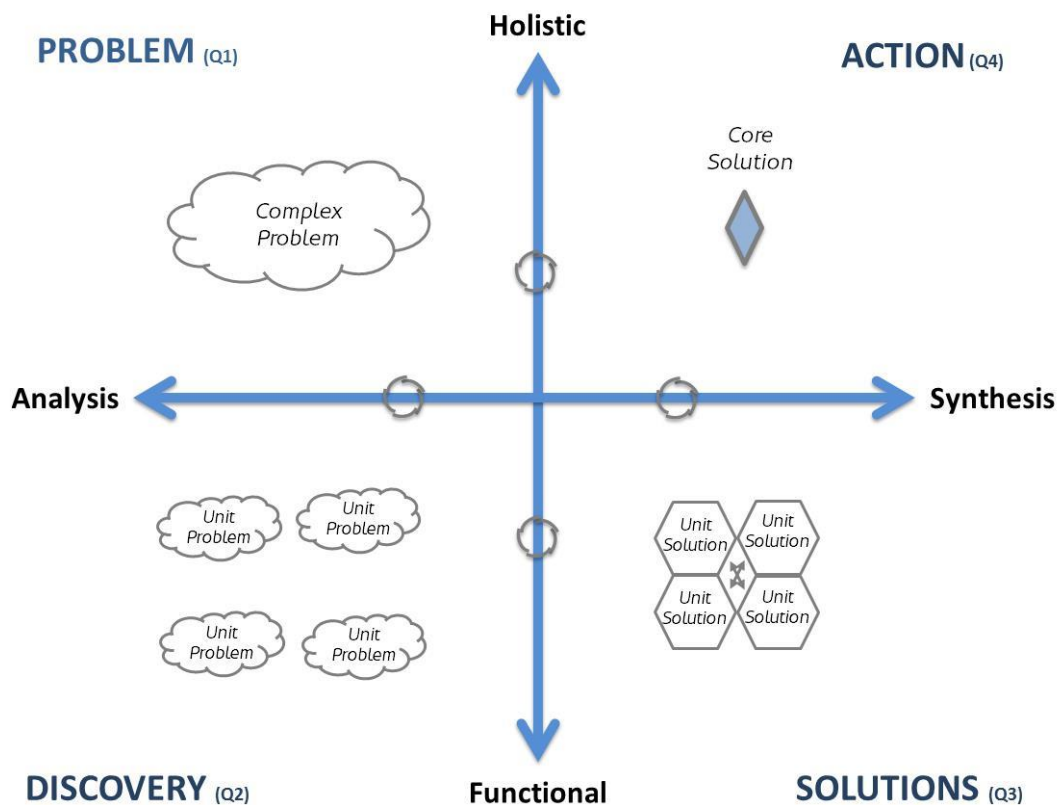 Holistic
PROBLEM (Q1)
ACTION (Q4)
Core
Solution
Complex
Problem
Analysis
Synthesis
Unit
Problem
Unit
Problem
Unit
Solution
Unit
Solution
Unit
Problem
Unit
Problem
Unit
Solution
Unit
Solution
DISCOVERY (Q2)
Functional
SOLUTIONS (Q3)